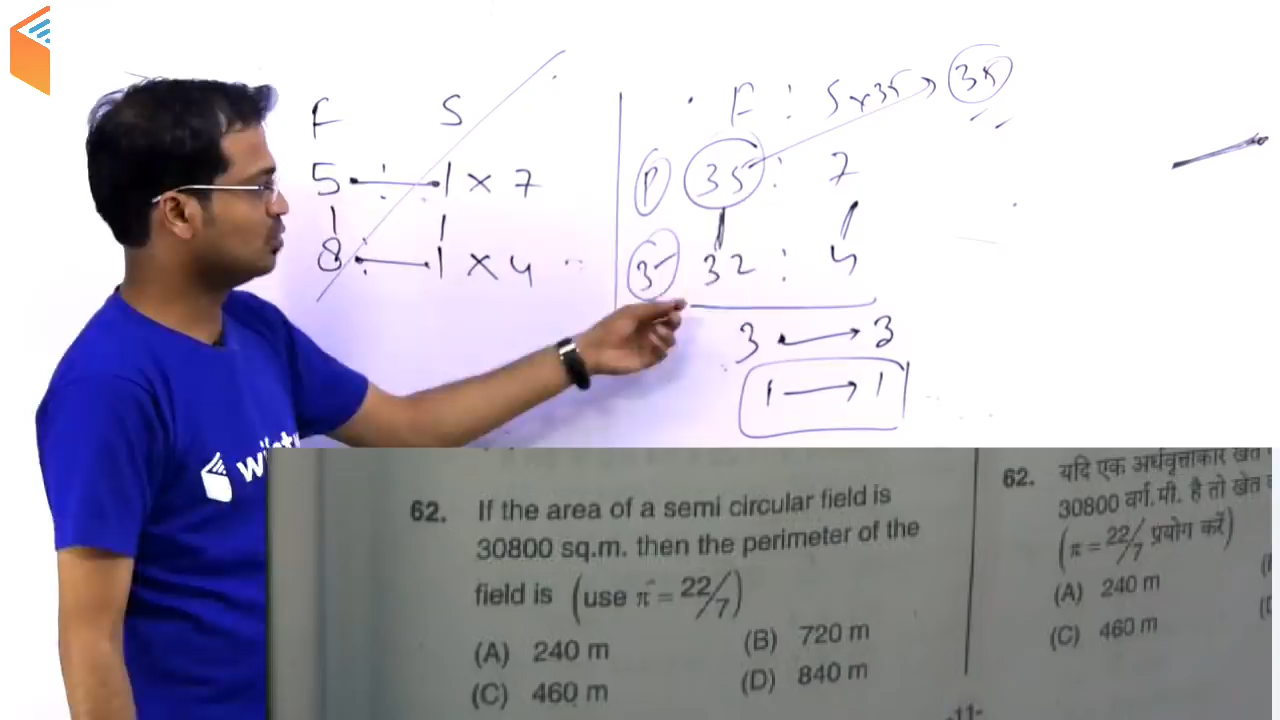 F S
5 : 1 × 7
8 : 1 × 4
F : 5×35 → 35
P 35 : 7
32 : 4
3 ↔ 3
1 → 1
62. If the area of a semi circular field is
30800 sq.m. then the perimeter of the
field is (use π = 22/7)
(A) 240 m (B) 720 m
(C) 460 m (D) 840 m
62. यदि एक अर्धवृत्ताकार खेत
30800 वर्ग.मी. है तो खेत
(π = 22/7 प्रयोग करें)
(A) 240 m
(C) 460 m
-11-